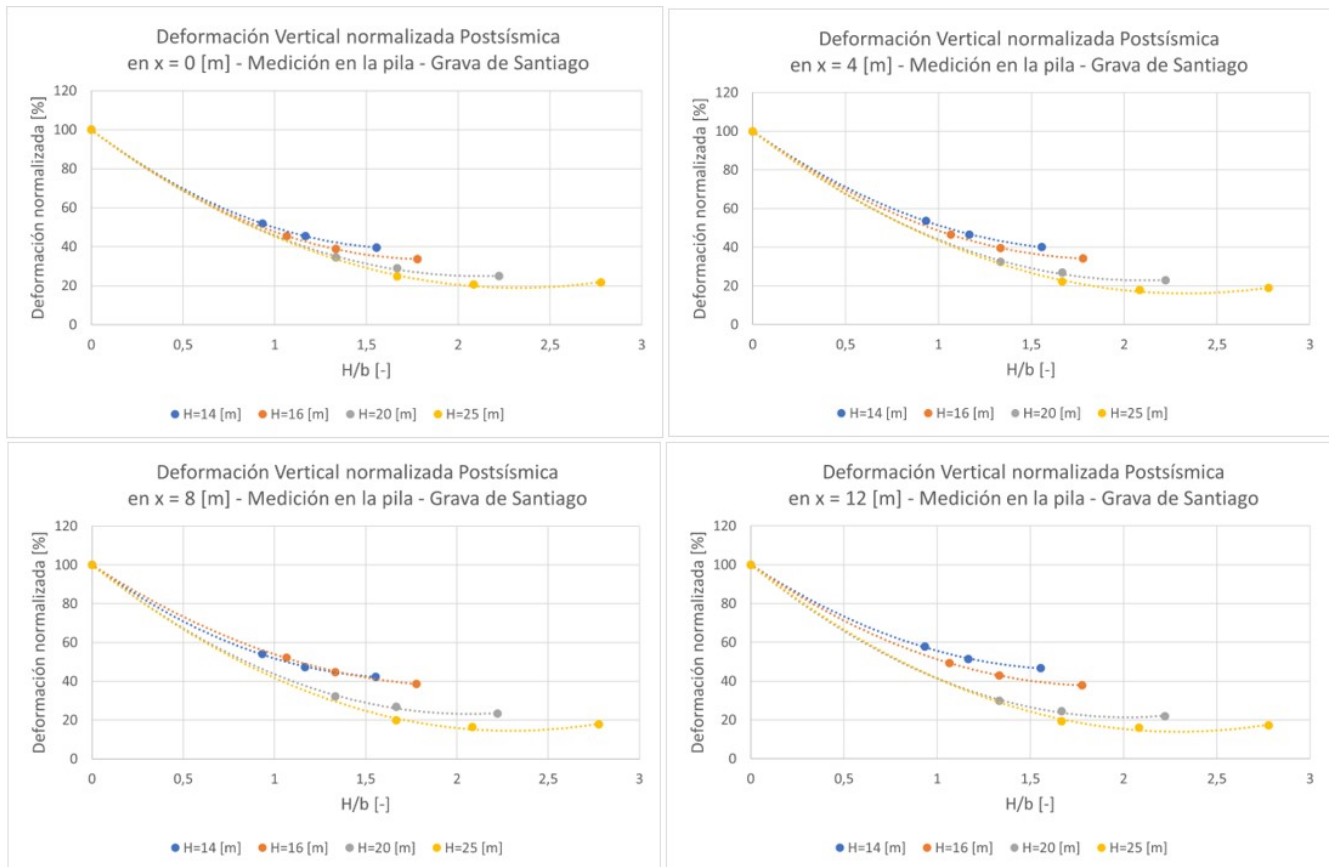 Deformación Vertical normalizada Postsísmica
en x = 0 [m] - Medición en la pila - Grava de Santiago
Deformación normalizada [%]
120
100
80
60
40
20
0
0 0,5 1 1,5 2 2,5 3
H/b [-]
H=14 [m] H=16 [m] H=20 [m] H=25 [m]
Deformación Vertical normalizada Postsísmica
en x = 4 [m] - Medición en la pila - Grava de Santiago
Deformación normalizada [%]
120
100
80
60
40
20
0
0 0,5 1 1,5 2 2,5 3
H/b [-]
H=14 [m] H=16 [m] H=20 [m] H=25 [m]
Deformación Vertical normalizada Postsísmica
en x = 8 [m] - Medición en la pila - Grava de Santiago
Deformación normalizada [%]
120
100
80
60
40
20
0
0 0,5 1 1,5 2 2,5 3
H/b [-]
H=14 [m] H=16 [m] H=20 [m] H=25 [m]
Deformación Vertical normalizada Postsísmica
en x = 12 [m] - Medición en la pila - Grava de Santiago
Deformación normalizada [%]
120
100
80
60
40
20
0
0 0,5 1 1,5 2 2,5 3
H/b [-]
H=14 [m] H=16 [m] H=20 [m] H=25 [m]